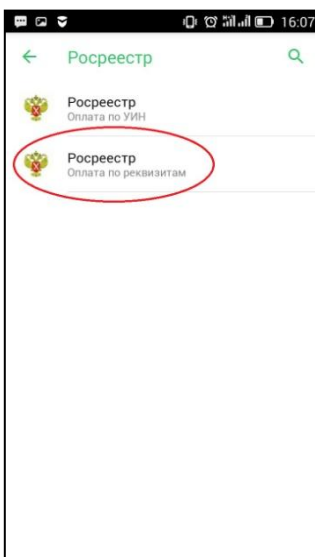 16:07
Росреестр
Росреестр
Оплата по УИН
Росреестр
Оплата по реквизитам